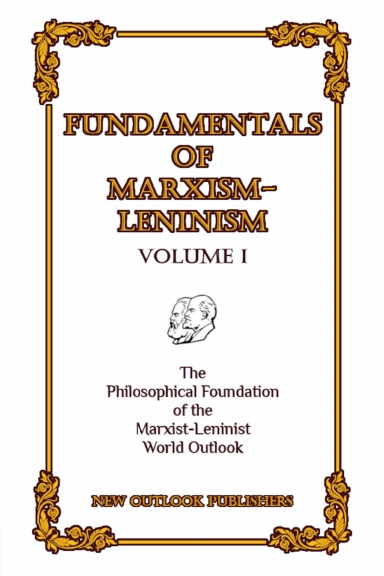 FUNDAMENTALS
OF
MARXISM-
LENINISM
VOLUME I
The
Philosophical Foundation
of the
Marxist-Leninist
World Outlook
NEW OUTLOOK PUBLISHERS